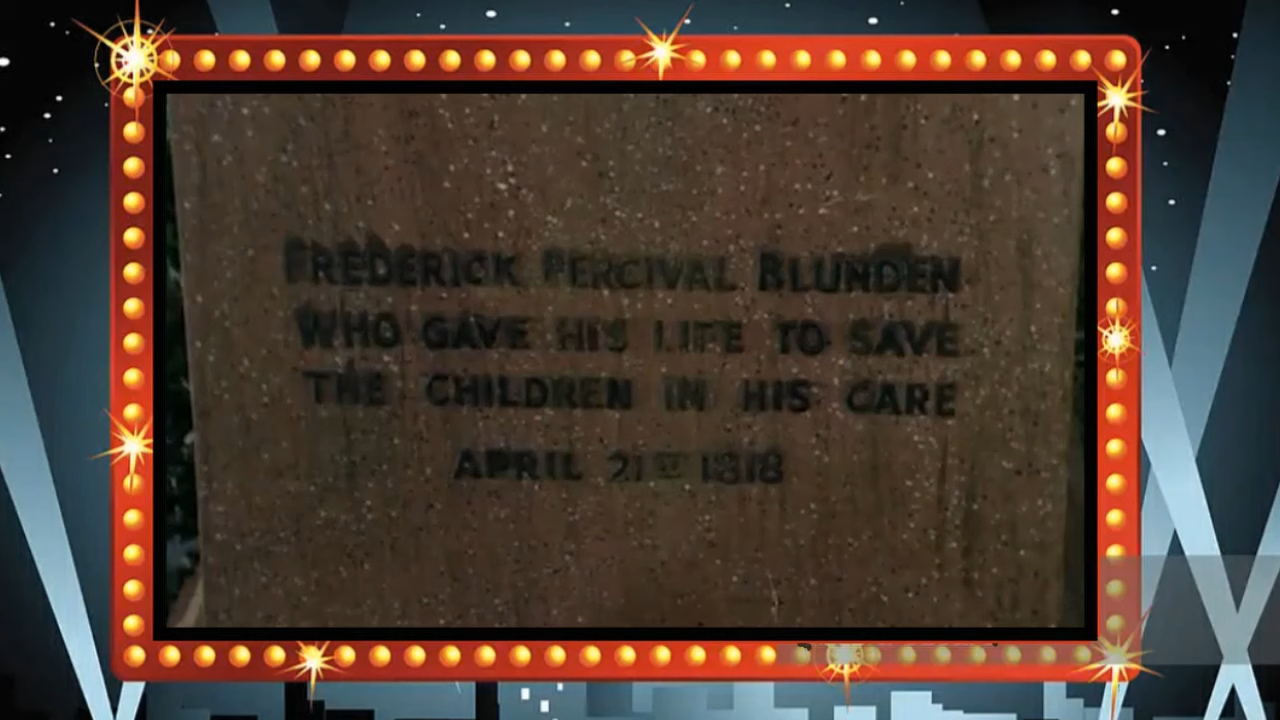 FREDERICK PERCIVAL BLUNDEN
WHO GAVE HIS LIFE TO SAVE
THE CHILDREN IN HIS CARE
APRIL 21ST 1818